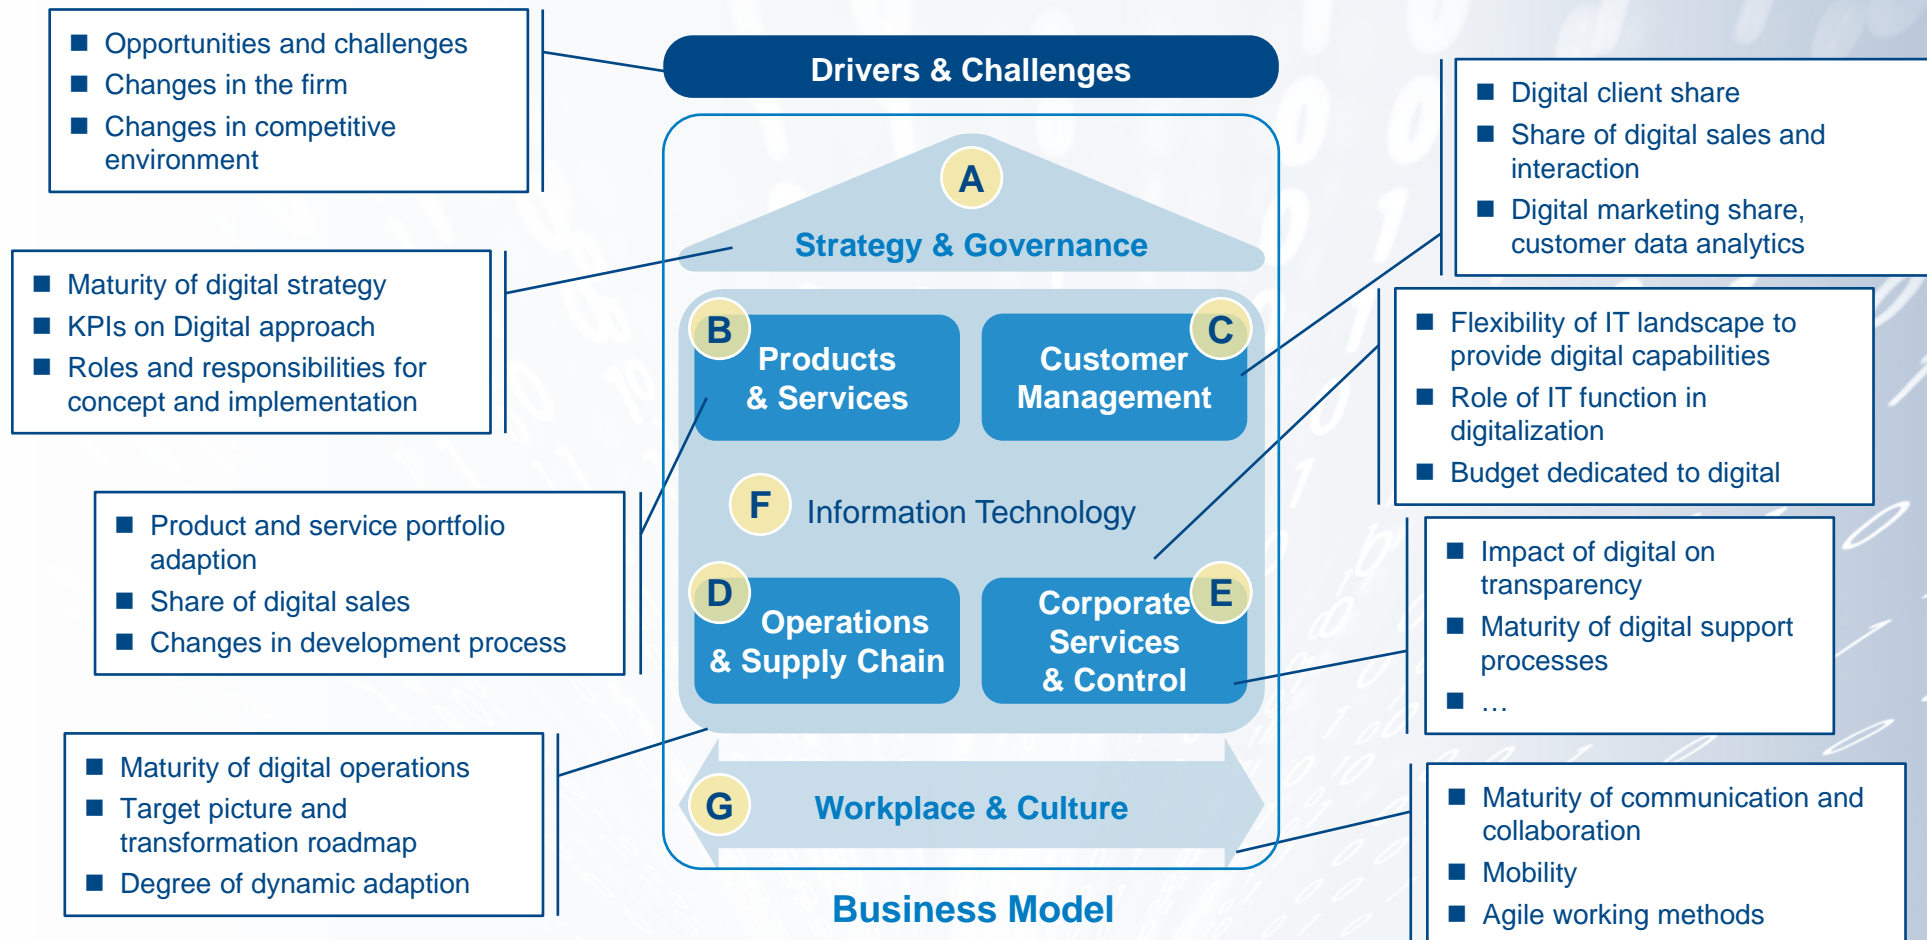 Opportunities and challenges
Changes in the firm
Changes in competitive
environment
Maturity of digital strategy
KPIs on Digital approach
Roles and responsibilities for
concept and implementation
Product and service portfolio
adaption
Share of digital sales
Changes in development process
Maturity of digital operations
Target picture and
transformation roadmap
Degree of dynamic adaption
Drivers & Challenges
A
Strategy & Governance
B
Products
& Services
C
Customer
Management
F
Information Technology
D
Operations
& Supply Chain
E
Corporate
Services
& Control
G
Workplace & Culture
Business Model
Digital client share
Share of digital sales and
interaction
Digital marketing share,
customer data analytics
Flexibility of IT landscape to
provide digital capabilities
Role of IT function in
digitalization
Budget dedicated to digital
Impact of digital on
transparency
Maturity of digital support
processes
…
Maturity of communication and
collaboration
Mobility
Agile working methods